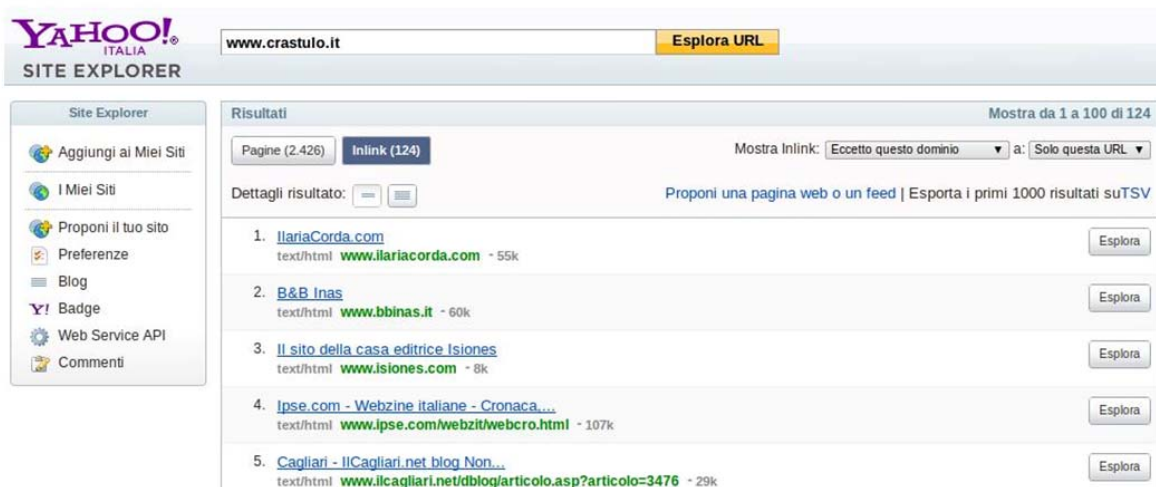 YAHOO!®
ITALIA
SITE EXPLORER
www.crastulo.it
Esplora URL
Site Explorer
Aggiungi ai Miei Siti
I Miei Siti
Proponi il tuo sito
Preferenze
Blog
Y! Badge
Web Service API
Commenti
Risultati
Mostra da 1 a 100 di 124
Pagine (2.426)
Inlink (124)
Mostra Inlink: Eccetto questo dominio ▼ a: Solo questa URL ▼
Dettagli risultato:
Proponi una pagina web o un feed | Esporta i primi 1000 risultati suTSV
1. IlariaCorda.com
text/html www.ilariacorda.com - 55k
Esplora
2. B&B Inas
text/html www.bbinas.it - 60k
Esplora
3. Il sito della casa editrice Isiones
text/html www.isiones.com - 8k
Esplora
4. Ipse.com - Webzine italiane - Cronaca,...
text/html www.ipse.com/webzit/webcro.html - 107k
Esplora
5. Cagliari - IlCagliari.net blog Non...
text/html www.ilcagliari.net/dblog/articolo.asp?articolo=3476 - 29k
Esplora